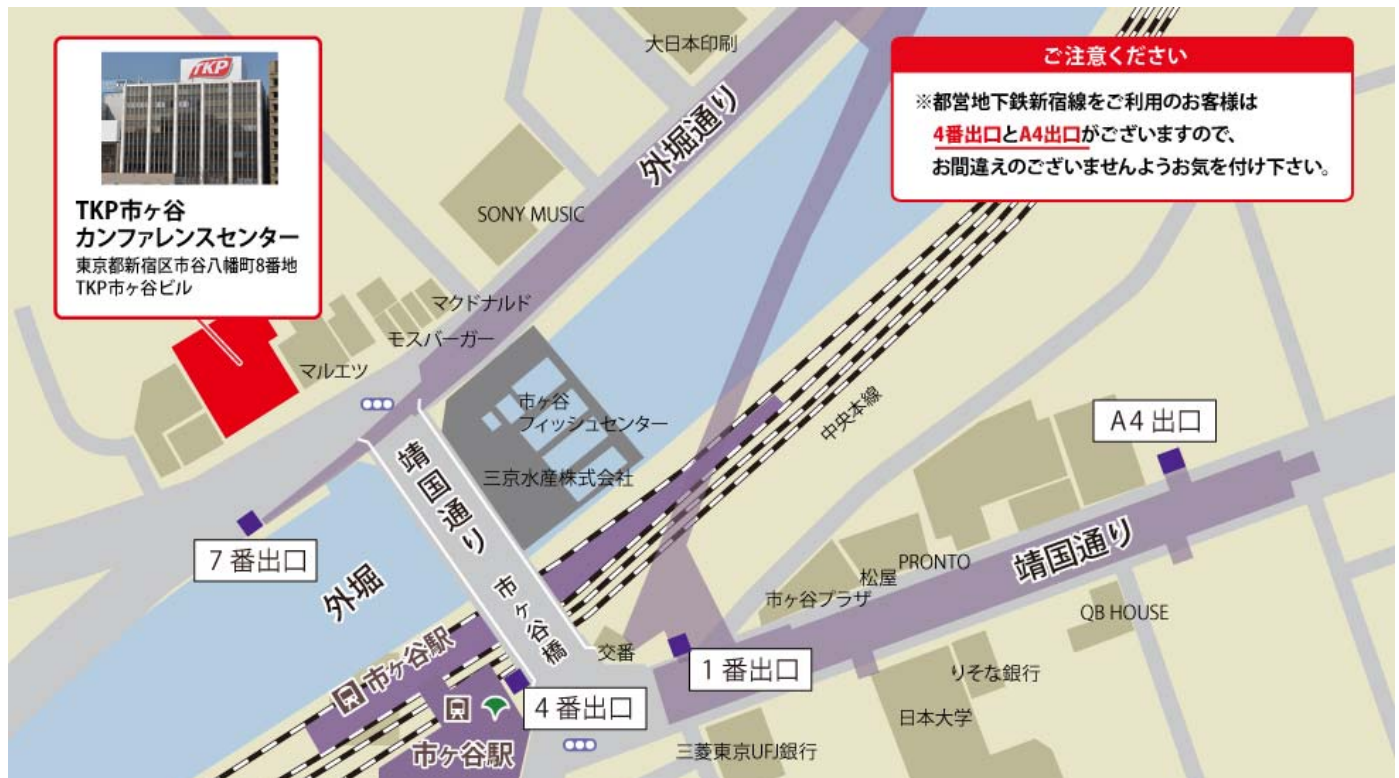 TKP
TKP市ヶ谷
カンファレンスセンター
東京都新宿区市谷八幡町8番地
TKP市ヶ谷ビル
大日本印刷
外堀通り
ご注意ください
※都営地下鉄新宿線をご利用のお客様は
4番出口とA4出口がございますので、
お間違えのございませんようお気を付け下さい。
SONY MUSIC
マクドナルド
モスバーガー
マルエツ
市ヶ谷
フィッシュセンター
三京水産株式会社
中央本線
A4出口
靖国通り
7番出口
外堀
市ヶ谷橋
PRONTO
松屋
市ヶ谷プラザ
靖国通り
QB HOUSE
交番
1番出口
りそな銀行
日本大学
市ヶ谷駅
4番出口
市ヶ谷駅
三菱東京UFJ銀行